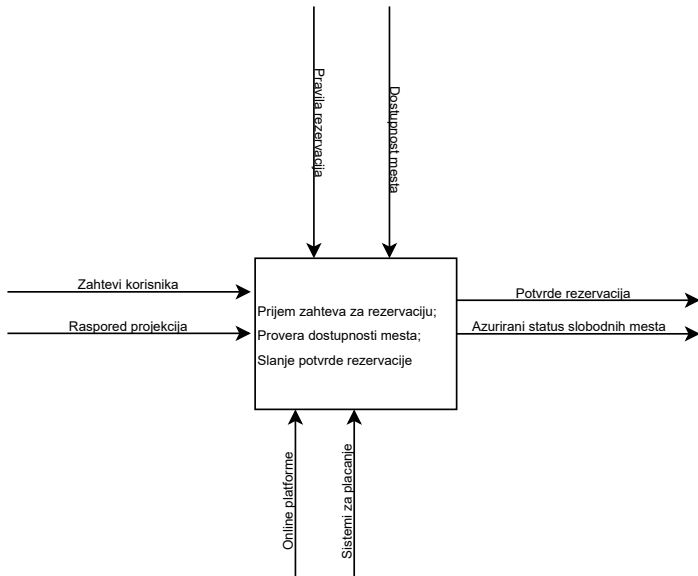 Pravila rezervacija
Dostupnost mesta
Zahtevi korisnika
Raspored projekcija
Prijem zahteva za rezervaciju;
Provera dostupnosti mesta;
Slanje potvrde rezervacije
Potvrde rezervacija
Azurirani status slobodnih mesta
Online platforme
Sistemi za placanje